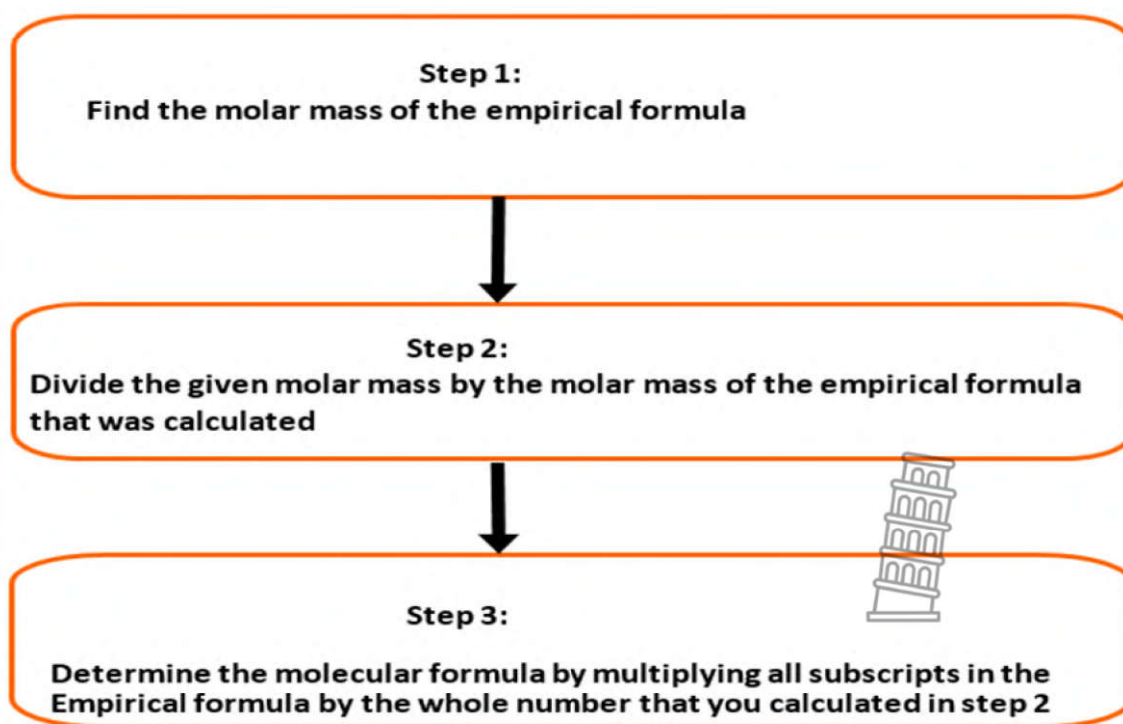 Step 1:
Find the molar mass of the empirical formula
Step 2:
Divide the given molar mass by the molar mass of the empirical formula
that was calculated
Step 3:
Determine the molecular formula by multiplying all subscripts in the
Empirical formula by the whole number that you calculated in step 2